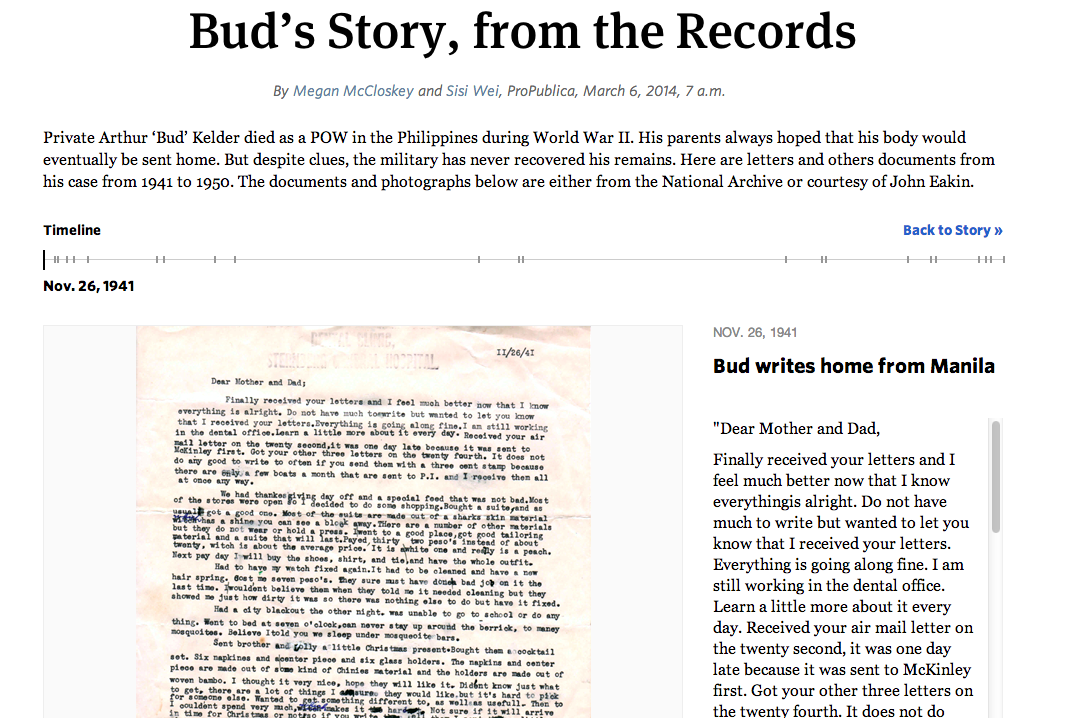 Bud's Story, from the Records
By Megan McCloskey and Sisi Wei, ProPublica, March 6, 2014, 7 a.m.
Private Arthur 'Bud' Kelder died as a POW in the Philippines during World War II. His parents always hoped that his body would
eventually be sent home. But despite clues, the military has never recovered his remains. Here are letters and others documents from
his case from 1941 to 1950. The documents and photographs below are either from the National Archive or courtesy of John Eakin.
Timeline
Back to Story »
Nov. 26, 1941
STERNBERG GENERAL HOSPITAL
11/26/41
Dear Mother and Dad;
Finally received your letters and I feel much better now that I know
everything is alright. Do not have much towrite but wanted to let you know
that I received your letters.Everything is going along fine.I am still working
in the dental office.Learn a little more about it every day. Received your air
mail letter on the twenty second,it was one day late because it was sent to
McKinley first. Got your other three letters on the twenty fourth. It does not
do any good to write to often if you send them with a three cent stamp because
there are only a few boats a month that are sent to P.I. and I receive them all
at once any way.
We had thanksgiving day off and a special feed that was not bad.Most
of the stores were open so I decided to do some shopping.Bought a suite,and as
usual got a good one. Most of the suits are made out of a sharks skin material
has a shine you can see a block away.There are a number of other materials
but they do not wear or hold a press. Iwent to a good place,got good tailoring
material and a suite that will last.Payed thirty two peso's instead of about
twenty, witch is about the average price. It is awhite one and really is a peach.
Next pay day I will buy the shoes, shirt, and tie,and have the whole outfit.
Had to have my watch fixed again.It had to be cleaned and have a new
hair spring. Cost me seven peso's. They sure must have done a bad job on it the
last time. Iwouldent believe them when they told me it needed cleaning but they
showed me just how dirty it was so there was nothing else to do but have it fixed.
Had a city blackout the other night. was unable to go to school or do any
thing. Went to bed at seven o'clock,can never stay up around the berrick, to maney
mosquitoes. Believe Itold you we sleep under mosqueoite bars.
Sent brother and Lolly a little Christmas present.Bought them a cocktail
set. Six napkins and acenter piece and six glass holders. The napkins and center
piece are made out of some kind of Chinies material and the holders are made out of
woven bambo. I thought it very nice, hope they will like it. Dident know just what
to get, there are a lot of things I sure they would like,but it's hard to pick
for someone else. Wanted to get something different to, as wellas usefull. Then to
I couldent spend very much, makes it hard. Not sure if it will arrive
in time for Christmas or not,so if you write
NOV. 26, 1941
Bud writes home from Manila
"Dear Mother and Dad,
Finally received your letters and I
feel much better now that I know
everythingis alright. Do not have
much to write but wanted to let you
know that I received your letters.
Everything is going along fine. I am
still working in the dental office.
Learn a little more about it every
day. Received your air mail letter on
the twenty second, it was one day
late because it was sent to McKinley
first. Got your other three letters on
the twenty fourth. It does not do